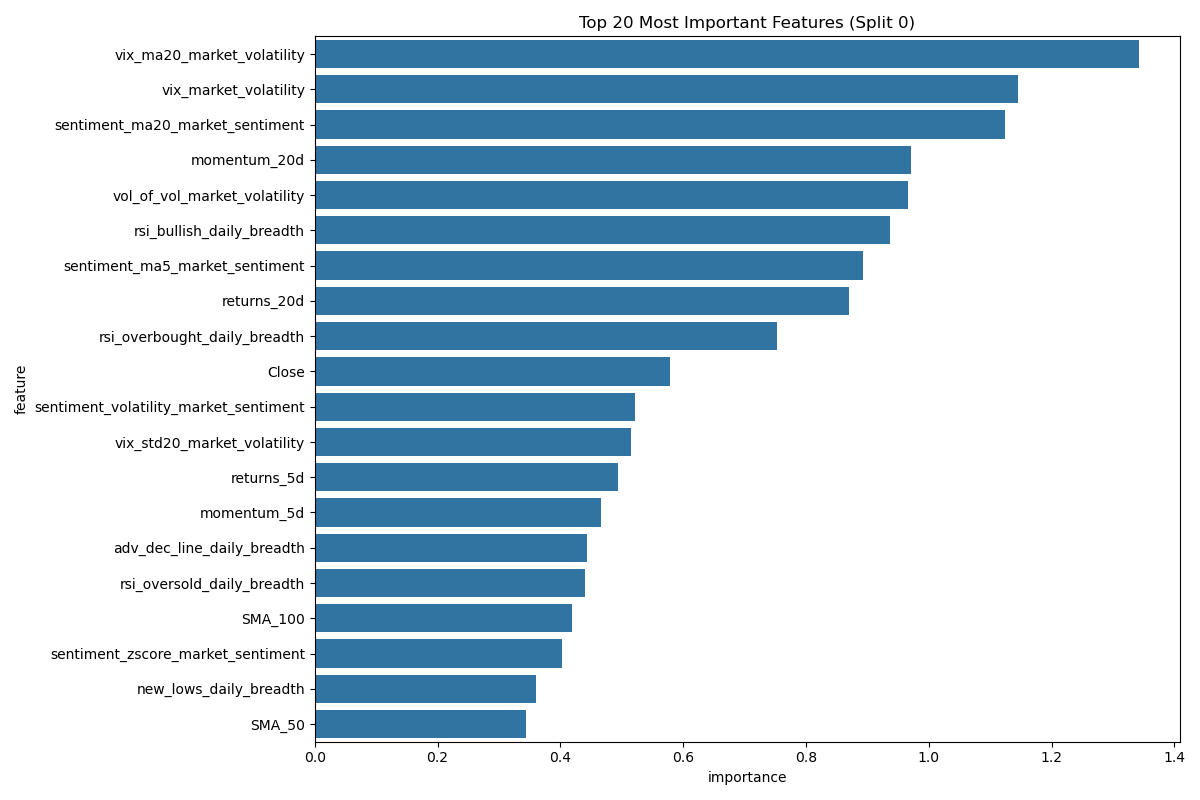 Top 20 Most Important Features (Split 0)
vix_ma20_market_volatility
vix_market_volatility
sentiment_ma20_market_sentiment
momentum_20d
vol_of_vol_market_volatility
rsi_bullish_daily_breadth
sentiment_ma5_market_sentiment
returns_20d
rsi_overbought_daily_breadth
Close
sentiment_volatility_market_sentiment
vix_std20_market_volatility
returns_5d
momentum_5d
adv_dec_line_daily_breadth
rsi_oversold_daily_breadth
SMA_100
sentiment_zscore_market_sentiment
new_lows_daily_breadth
SMA_50
feature
0.0 0.2 0.4 0.6 0.8 1.0 1.2 1.4
importance